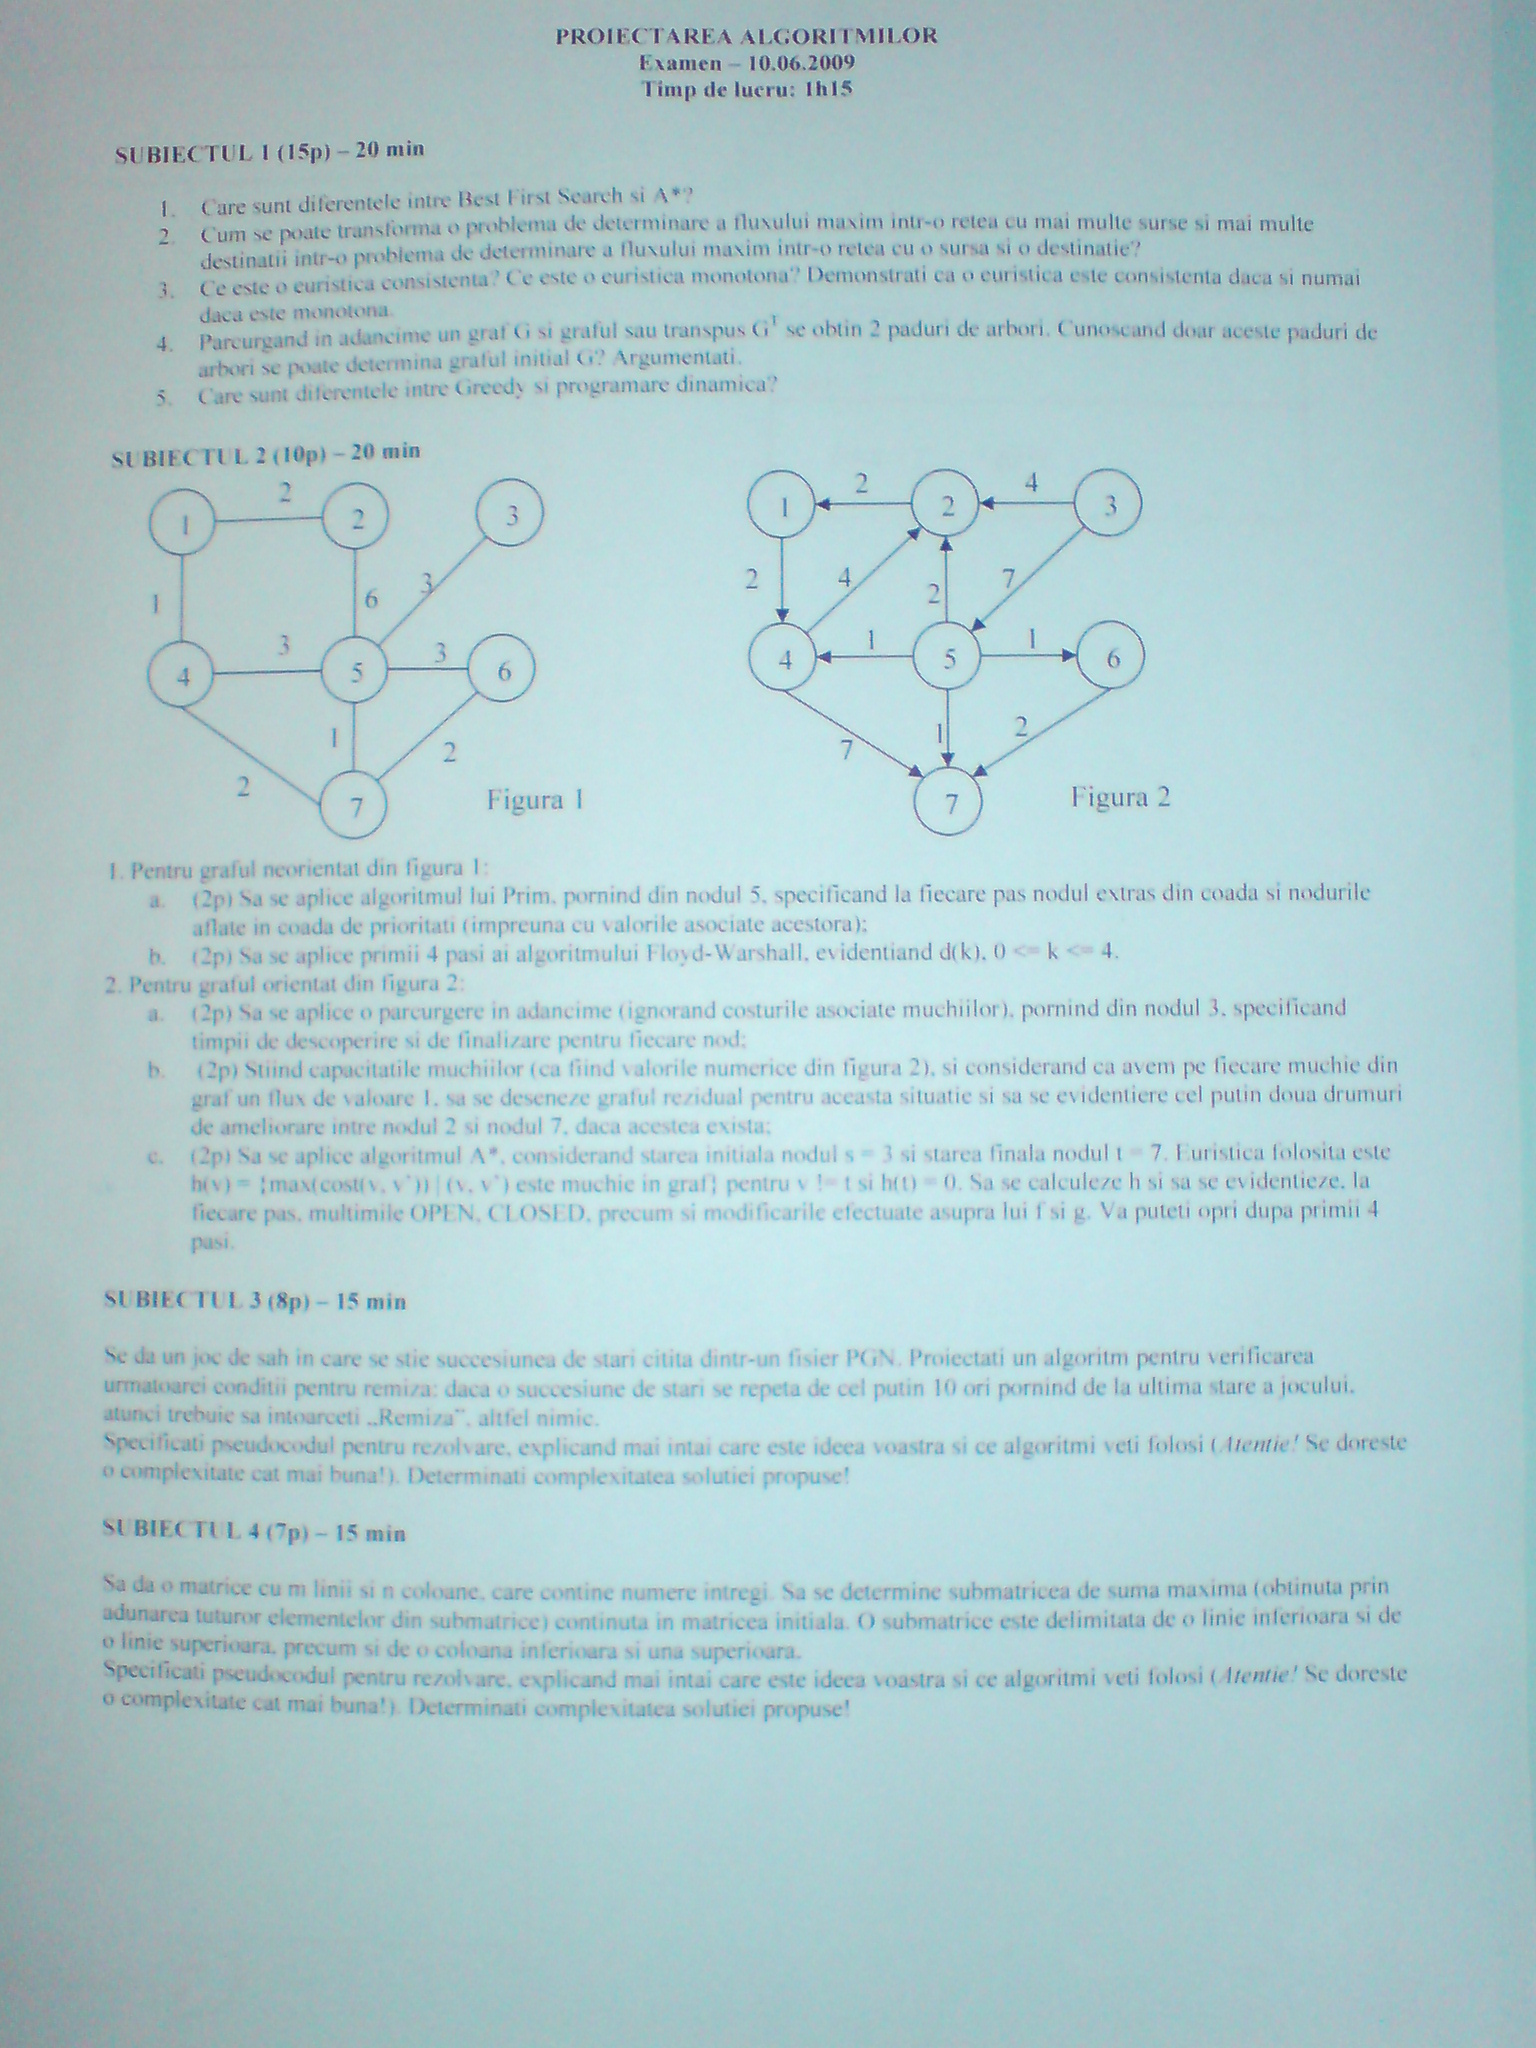 PROIECTAREA ALGORITMILOR
Examen – 10.06.2009
Timp de lucru: 1h15
SUBIECTUL 1 (15p) – 20 min
1. Care sunt diferentele intre Best First Search si A*?
2. Cum se poate transforma o problema de determinare a fluxului maxim intr-o retea cu mai multe surse si mai multe
destinatii intr-o problema de determinare a fluxului maxim intr-o retea cu o sursa si o destinatie?
3. Ce este o euristica consistenta? Ce este o euristica monotona? Demonstrati ca o euristica este consistenta daca si numai
daca este monotona.
4. Parcurgand in adancime un graf G si graful sau transpus G^T se obtin 2 paduri de arbori. Cunoscand doar aceste paduri de
arbori se poate determina graful initial G? Argumentati.
5. Care sunt diferentele intre Greedy si programare dinamica?
SUBIECTUL 2 (10p) – 20 min
1 2 2 3
1 6 3
4 3 5 3 6
2 1 2
7 Figura 1
1 2 2 4 3
2 4 2 7
4 1 5 1 6
7 1 2
7 Figura 2
1. Pentru graful neorientat din figura 1:
a. (2p) Sa se aplice algoritmul lui Prim, pornind din nodul 5, specificand la fiecare pas nodul extras din coada si nodurile
aflate in coada de prioritati (impreuna cu valorile asociate acestora);
b. (2p) Sa se aplice primii 4 pasi ai algoritmului Floyd-Warshall, evidentiand d(k), 0 <= k <= 4.
2. Pentru graful orientat din figura 2:
a. (2p) Sa se aplice o parcurgere in adancime (ignorand costurile asociate muchiilor), pornind din nodul 3, specificand
timpii de descoperire si de finalizare pentru fiecare nod;
b. (2p) Stiind capacitatile muchiilor (ca fiind valorile numerice din figura 2), si considerand ca avem pe fiecare muchie din
graf un flux de valoare 1, sa se deseneze graful rezidual pentru aceasta situatie si sa se evidentiere cel putin doua drumuri
de ameliorare intre nodul 2 si nodul 7, daca acestea exista;
c. (2p) Sa se aplice algoritmul A*, considerand starea initiala nodul s = 3 si starea finala nodul t = 7. Euristica folosita este
h(v) = {max(cost(v, v')) | (v, v') este muchie in graf} pentru v != t si h(t) = 0. Sa se calculeze h si sa se evidentieze, la
fiecare pas, multimile OPEN, CLOSED, precum si modificarile efectuate asupra lui f si g. Va puteti opri dupa primii 4
pasi.
SUBIECTUL 3 (8p) – 15 min
Se da un joc de sah in care se stie succesiunea de stari citita dintr-un fisier PGN. Proiectati un algoritm pentru verificarea
urmatoarei conditii pentru remiza: daca o succesiune de stari se repeta de cel putin 10 ori pornind de la ultima stare a jocului,
atunci trebuie sa intoarceti „Remiza”, altfel nimic.
Specificati pseudocodul pentru rezolvare, explicand mai intai care este ideea voastra si ce algoritmi veti folosi (Atentie! Se doreste
o complexitate cat mai buna!). Determinati complexitatea solutiei propuse!
SUBIECTUL 4 (7p) – 15 min
Sa da o matrice cu m linii si n coloane, care contine numere intregi. Sa se determine submatricea de suma maxima (obtinuta prin
adunarea tuturor elementelor din submatrice) continuta in matricea initiala. O submatrice este delimitata de o linie inferioara si de
o linie superioara, precum si de o coloana inferioara si una superioara.
Specificati pseudocodul pentru rezolvare, explicand mai intai care este ideea voastra si ce algoritmi veti folosi (Atentie! Se doreste
o complexitate cat mai buna!). Determinati complexitatea solutiei propuse!